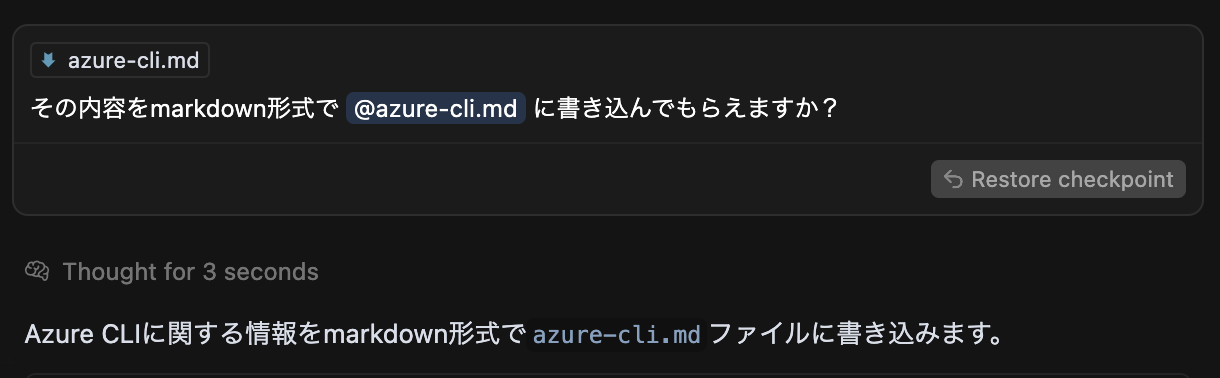 azure-cli.md
その内容をmarkdown形式で @azure-cli.md に書き込んでもらえますか？
Restore checkpoint
Thought for 3 seconds
Azure CLIに関する情報をmarkdown形式で azure-cli.md ファイルに書き込みます。